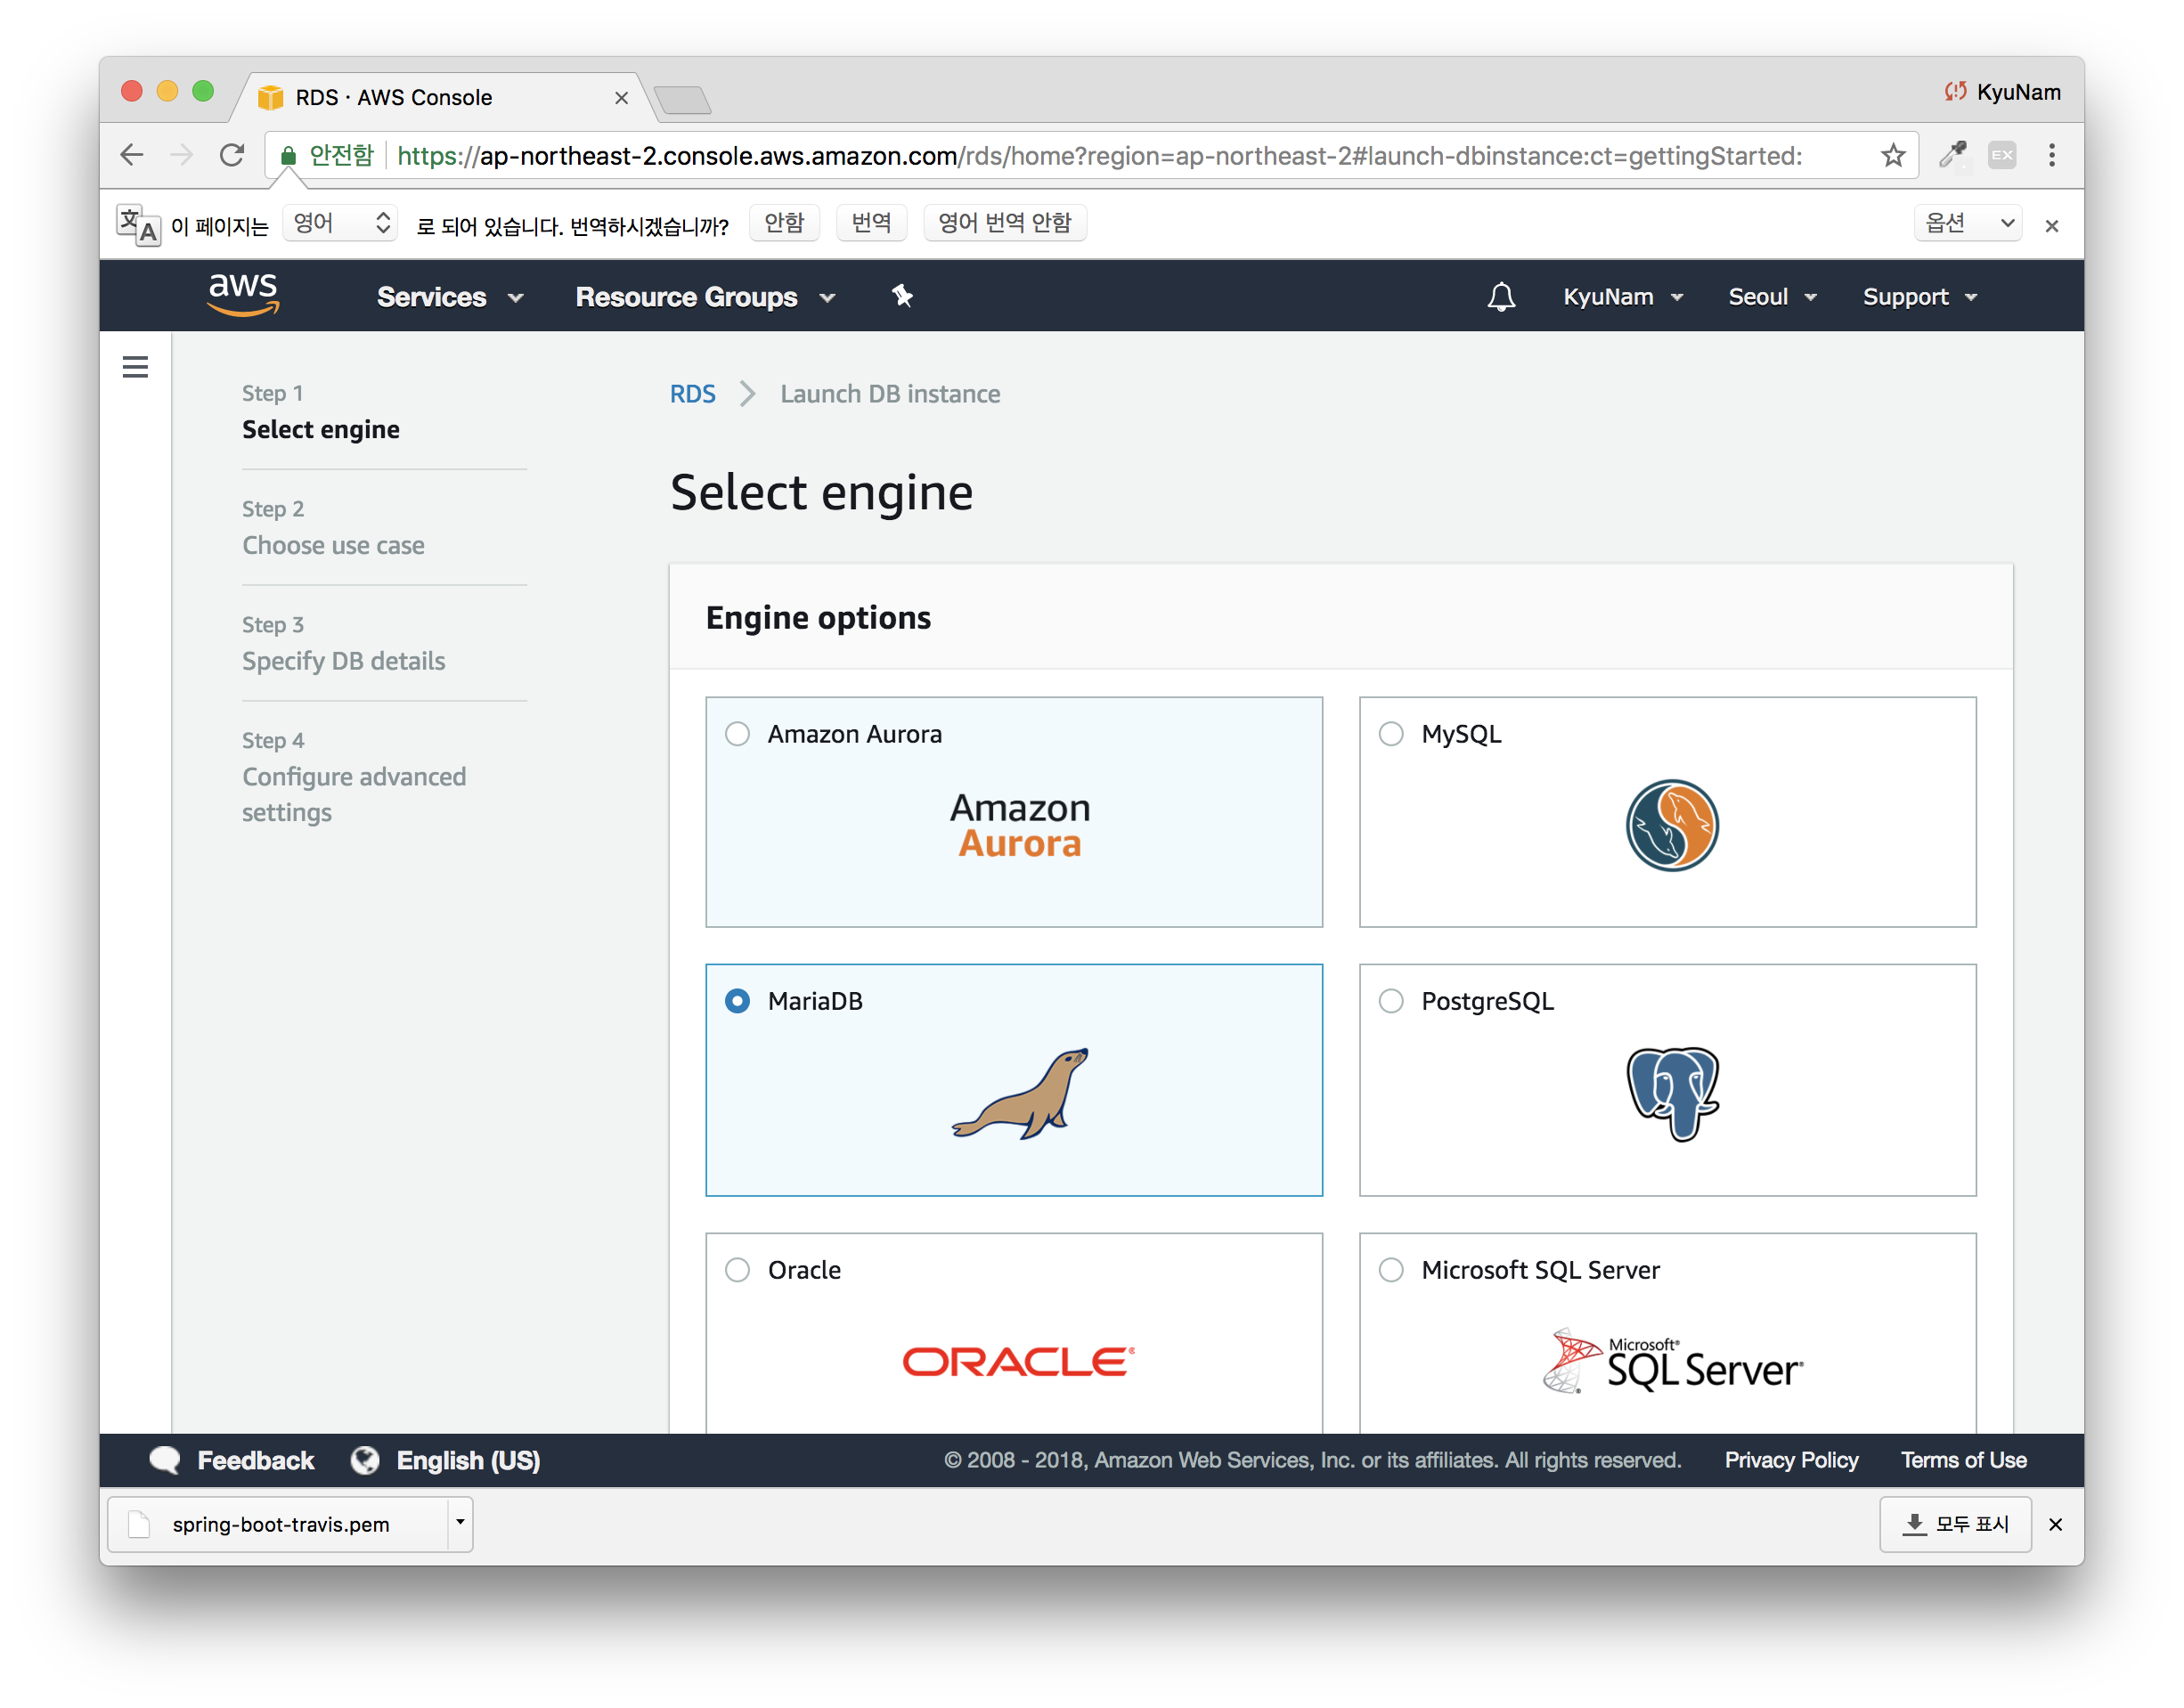 RDS · AWS Console
KyuNam
안전함 https://ap-northeast-2.console.aws.amazon.com/rds/home?region=ap-northeast-2#launch-dbinstance:ct=gettingStarted:
EX
文A 이 페이지는 영어 로 되어 있습니다. 번역하시겠습니까? 안함 번역 영어 번역 안함 옵션
aws Services Resource Groups KyuNam Seoul Support
Step 1
Select engine
Step 2
Choose use case
Step 3
Specify DB details
Step 4
Configure advanced
settings
RDS Launch DB instance
Select engine
Engine options
Amazon Aurora
Amazon
Aurora
MySQL
MariaDB
PostgreSQL
Oracle
ORACLE®
Microsoft SQL Server
Microsoft®
SQL Server®
Feedback English (US) © 2008 - 2018, Amazon Web Services, Inc. or its affiliates. All rights reserved. Privacy Policy Terms of Use
spring-boot-travis.pem 모두 표시